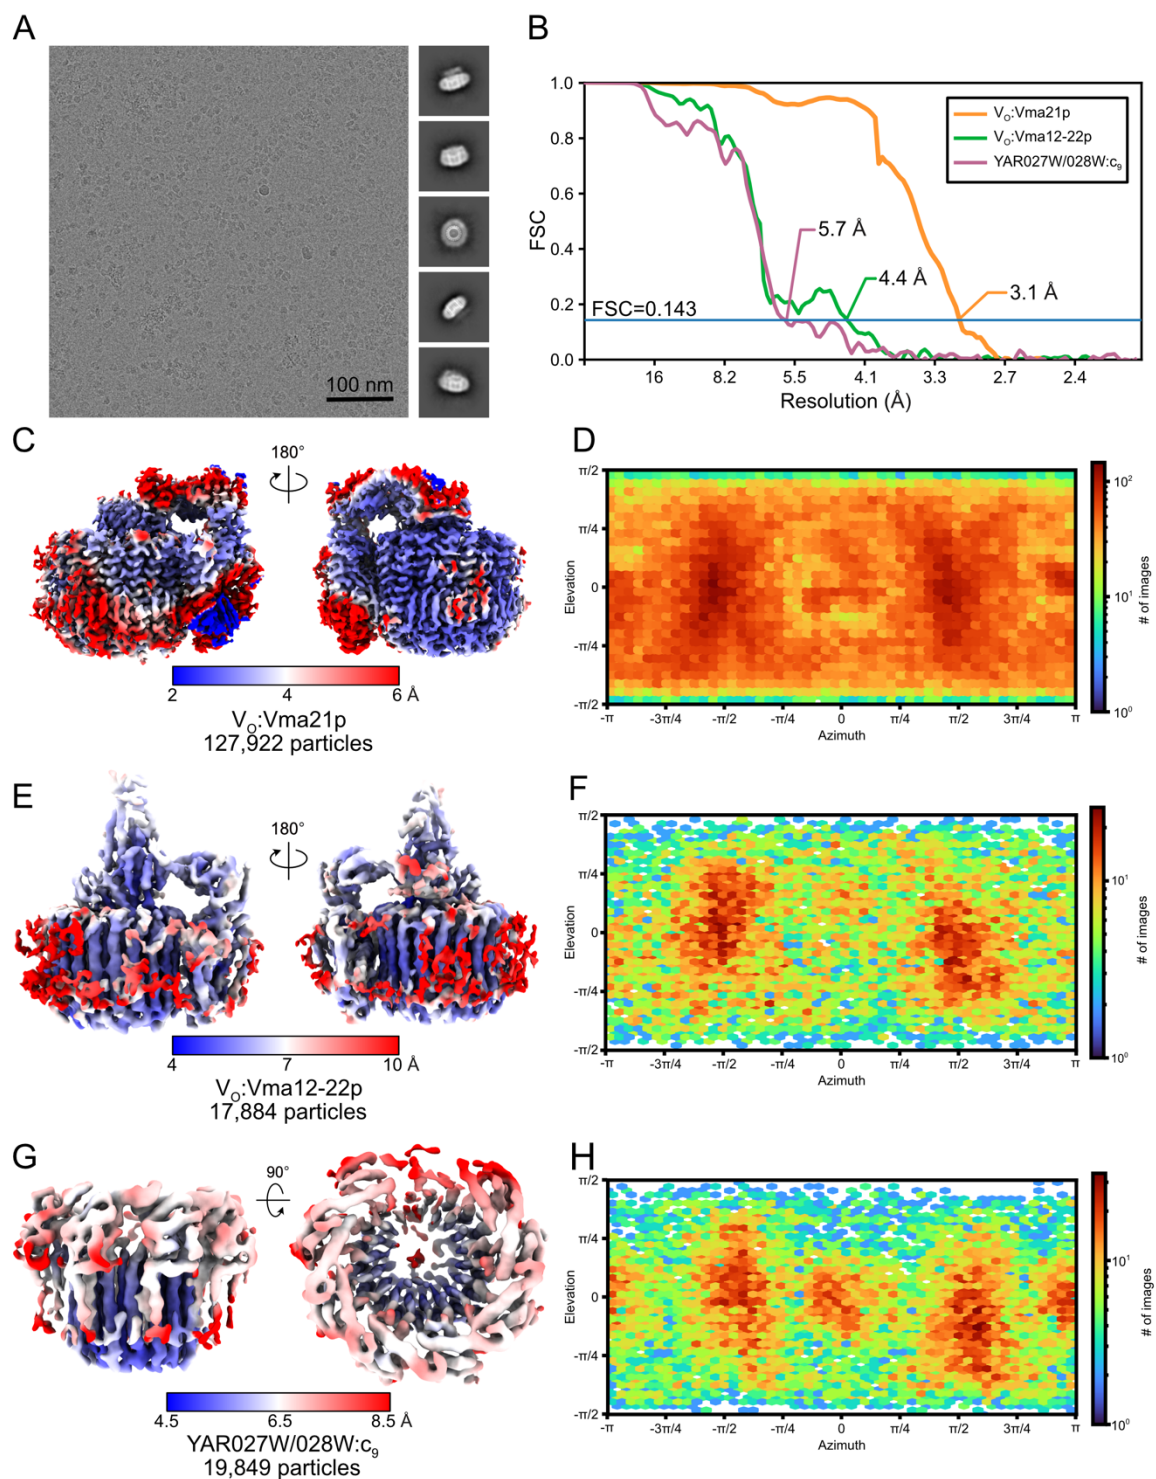 A
100 nm
B
FSC
1.0
0.8
0.6
0.4
0.2
0.0
V₀:Vma21p
V₀:Vma12-22p
YAR027W/028W:c₉
5.7 Å
4.4 Å
3.1 Å
FSC=0.143
16 8.2 5.5 4.1 3.3 2.7 2.4
Resolution (Å)
C
180°
2 4 6 Å
V₀:Vma21p
127,922 particles
D
Elevation
π/2
π/4
0
-π/4
-π/2
-π -3π/4 -π/2 -π/4 0 π/4 π/2 3π/4 π
Azimuth
10²
10¹
10⁰
# of images
E
180°
4 7 10 Å
V₀:Vma12-22p
17,884 particles
F
Elevation
π/2
π/4
0
-π/4
-π/2
-π -3π/4 -π/2 -π/4 0 π/4 π/2 3π/4 π
Azimuth
10¹
10⁰
# of images
G
90°
4.5 6.5 8.5 Å
YAR027W/028W:c₉
19,849 particles
H
Elevation
π/2
π/4
0
-π/4
-π/2
-π -3π/4 -π/2 -π/4 0 π/4 π/2 3π/4 π
Azimuth
10¹
10⁰
# of images